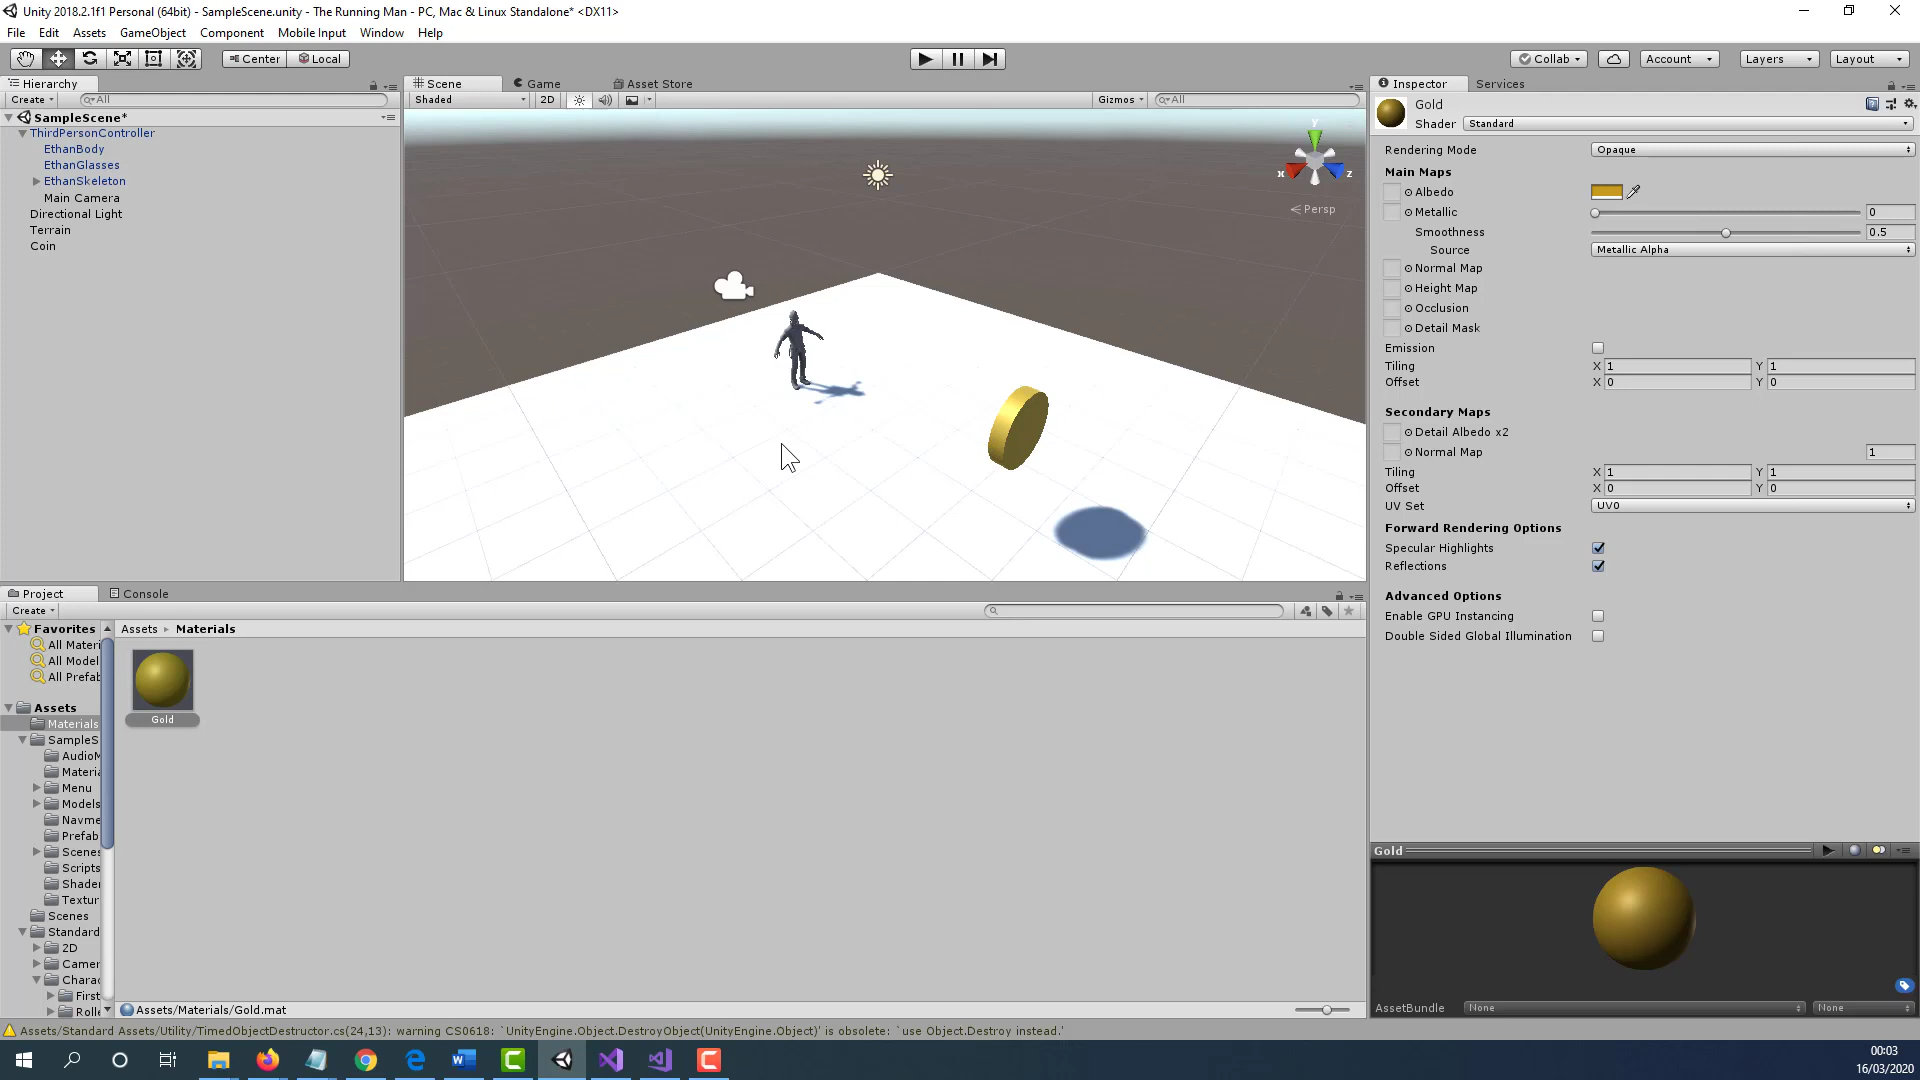 Unity 2018.2.1f1 Personal (64bit) - SampleScene.unity - The Running Man - PC, Mac & Linux Standalone* <DX11>
File Edit Assets GameObject Component Mobile Input Window Help
Center Local Collab Account Layers Layout
Hierarchy
Create All
SampleScene*
ThirdPersonController
EthanBody
EthanGlasses
EthanSkeleton
Main Camera
Directional Light
Terrain
Coin
Scene Game Asset Store
Shaded 2D Gizmos All
y
x z
Persp
Inspector Services
Gold
Shader Standard
Rendering Mode Opaque
Main Maps
Albedo
Metallic 0
Smoothness 0.5
Source Metallic Alpha
Normal Map
Height Map
Occlusion
Detail Mask
Emission
Tiling X 1 Y 1
Offset X 0 Y 0
Secondary Maps
Detail Albedo x2
Normal Map 1
Tiling X 1 Y 1
Offset X 0 Y 0
UV Set UV0
Forward Rendering Options
Specular Highlights
Reflections
Advanced Options
Enable GPU Instancing
Double Sided Global Illumination
Gold
AssetBundle None None
Project Console
Create
Favorites
All Materi
All Model
All Prefab
Assets
Materials
SampleS
AudioM
Materia
Menu
Models
Navme
Prefab
Scenes
Scripts
Shade
Textur
Scenes
Standard
2D
Camer
Charac
First
Rolle
Assets Materials
Gold
Assets/Materials/Gold.mat
Assets/Standard Assets/Utility/TimedObjectDestructor.cs(24,13): warning CS0618: `UnityEngine.Object.DestroyObject(UnityEngine.Object)' is obsolete: `use Object.Destroy instead.'
00:03
16/03/2020